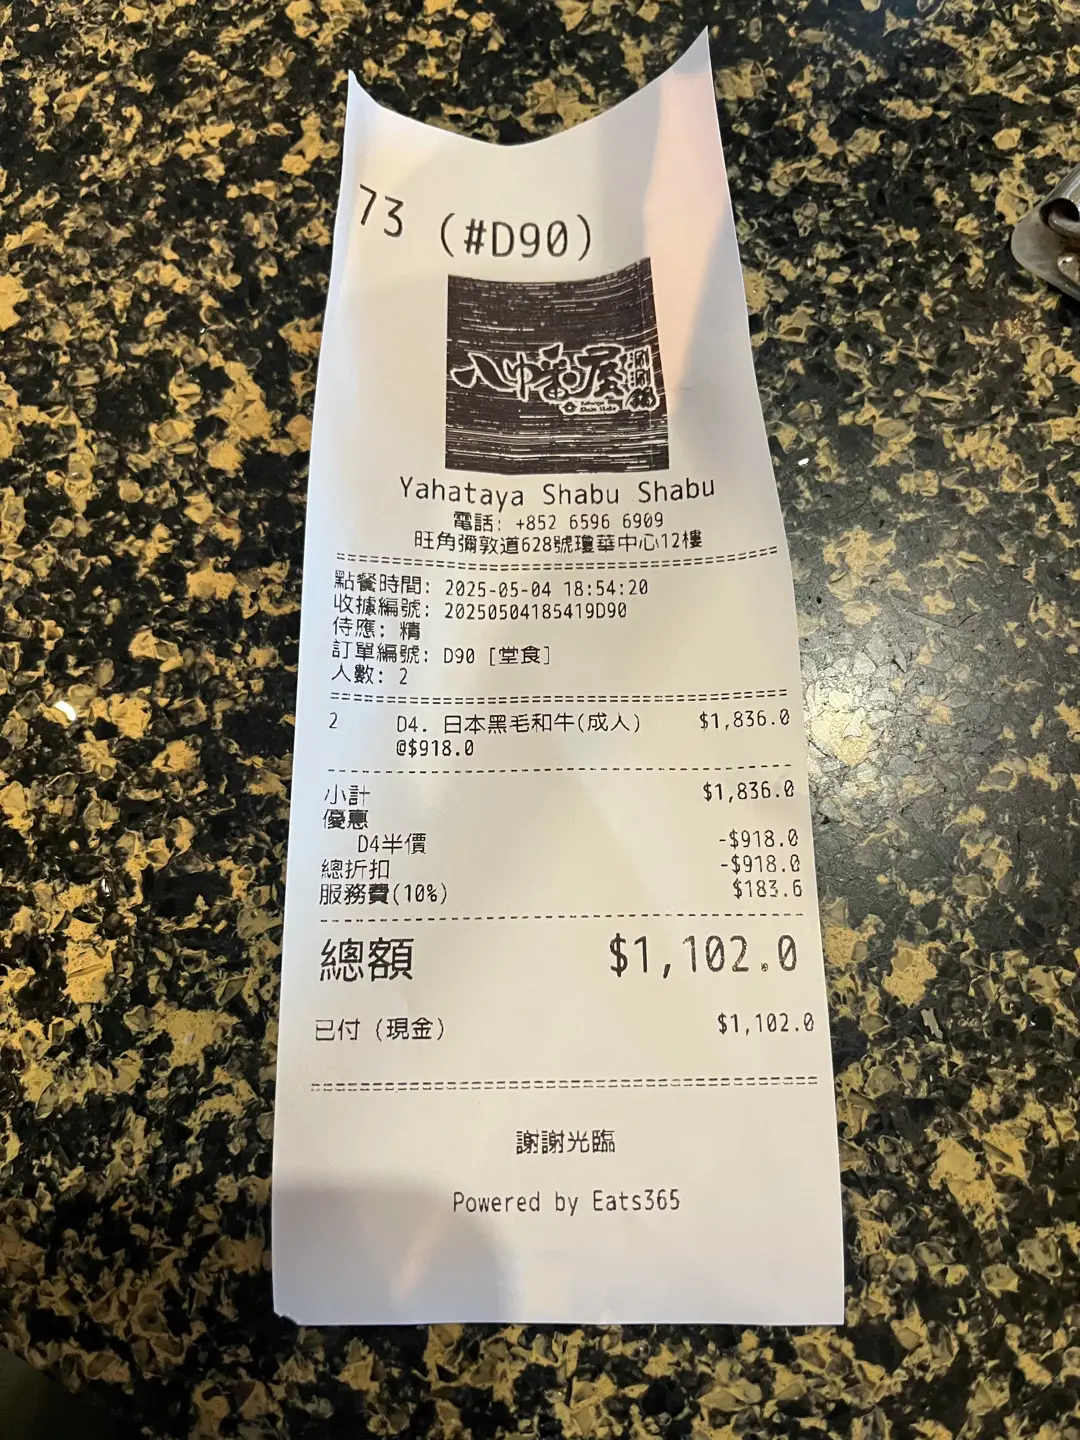 73 (#D90)
八幡屋
涮涮鍋
Yahataya
Shabu Shabu
Yahataya Shabu Shabu
電話: +852 6596 6909
旺角彌敦道628號瓊華中心12樓
點餐時間: 2025-05-04 18:54:20
收據編號: 20250504185419D90
侍應: 精
訂單編號: D90 [堂食]
人數: 2
2 D4. 日本黑毛和牛(成人) $1,836.0
@$918.0
小計 $1,836.0
優惠
D4半價 -$918.0
總折扣 -$918.0
服務費(10%) $183.6
總額 $1,102.0
已付 (現金) $1,102.0
謝謝光臨
Powered by Eats365